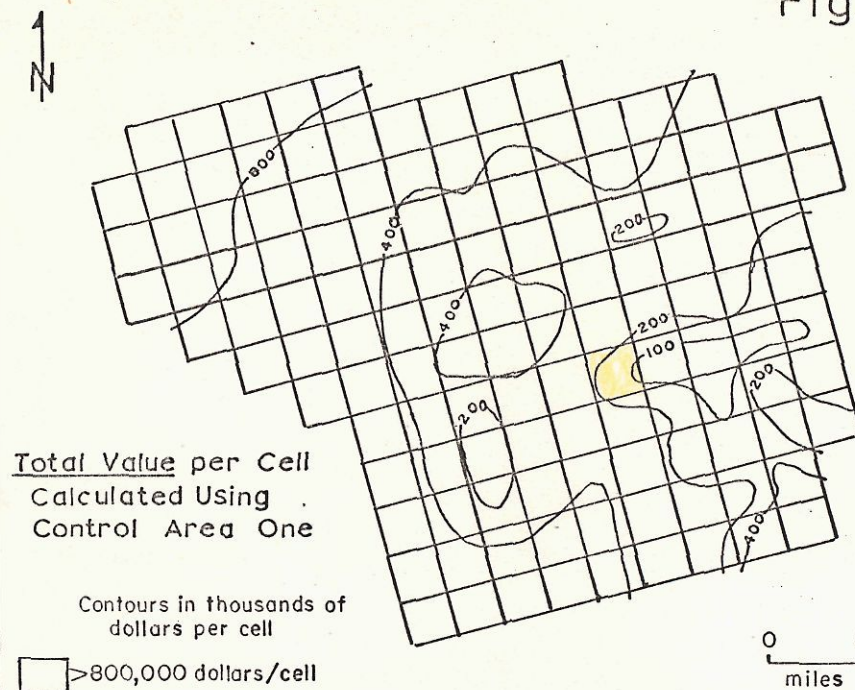 Fig
N
800
400
200
400
200
100
200
200
400
Total Value per Cell
Calculated Using
Control Area One
Contours in thousands of
dollars per cell
>800,000 dollars/cell
0
miles